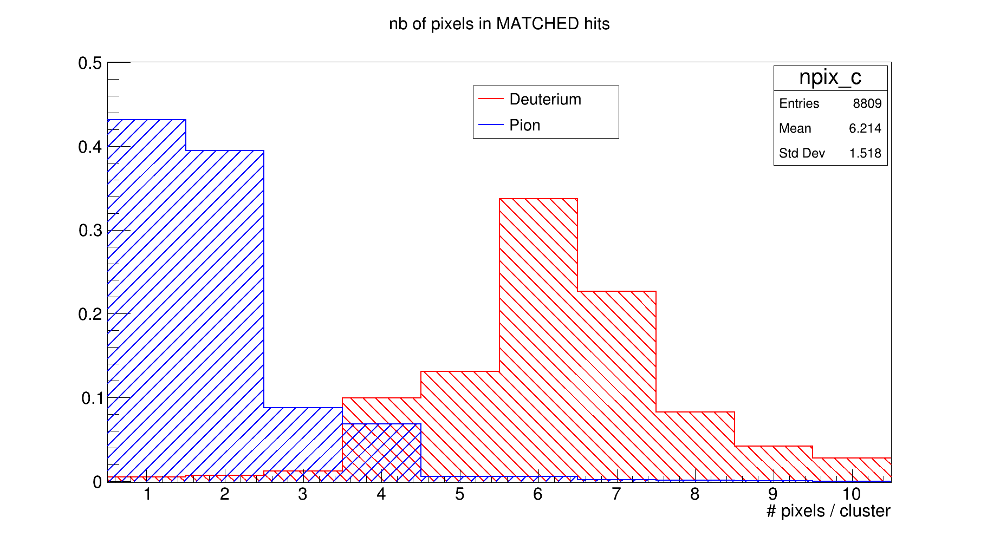 nb of pixels in MATCHED hits
0.5
0.4
0.3
0.2
0.1
0
Deuterium
Pion
npix_c
Entries 8809
Mean 6.214
Std Dev 1.518
1 2 3 4 5 6 7 8 9 10
# pixels / cluster